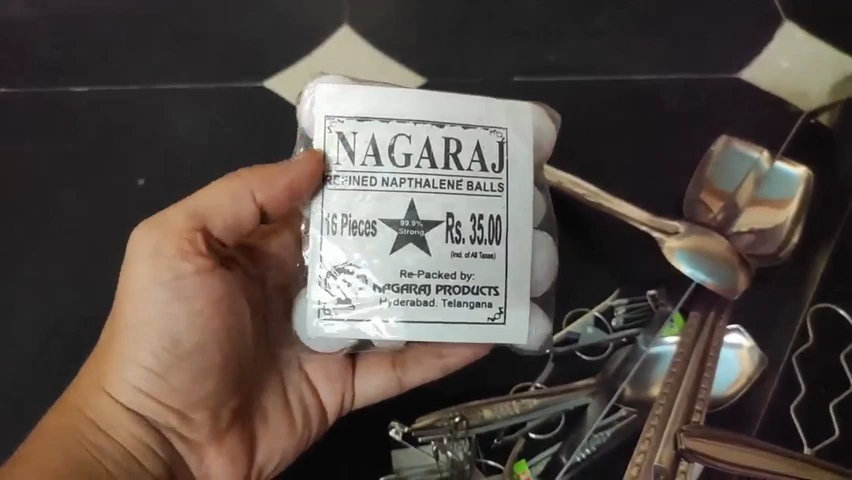 NAGARAJ
REFINED NAPTHALENE BALLS
16 Pieces
99.9%
Strong
Rs. 35.00
(Incl. of All Taxes)
Re-Packed by:
NAGARAJ PRODUCTS
Hyderabad. Telangana